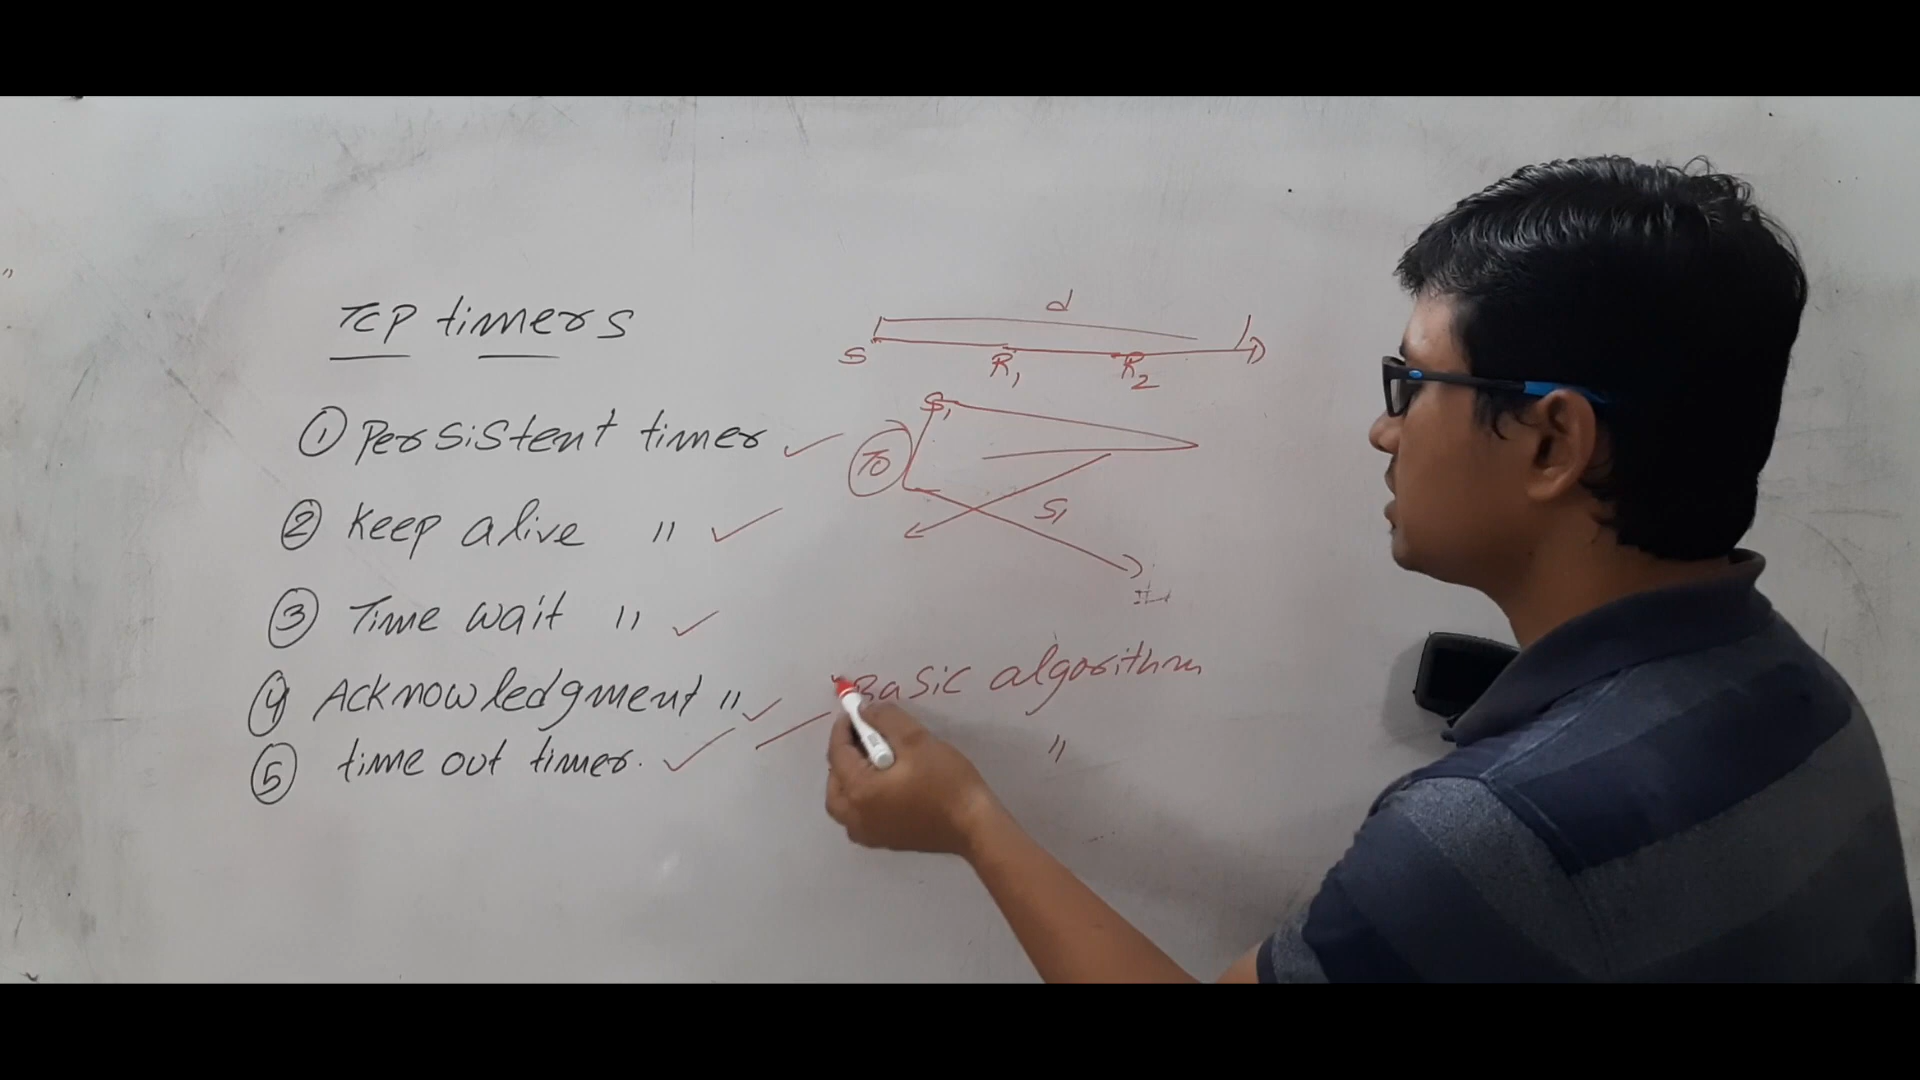 TCP timers
① Persistent timer
② Keep alive "
③ Time wait "
④ Acknowledgment "
⑤ time out timer.
d
S R1 R2 D
S1
TO
S1
Basic algorithm
"